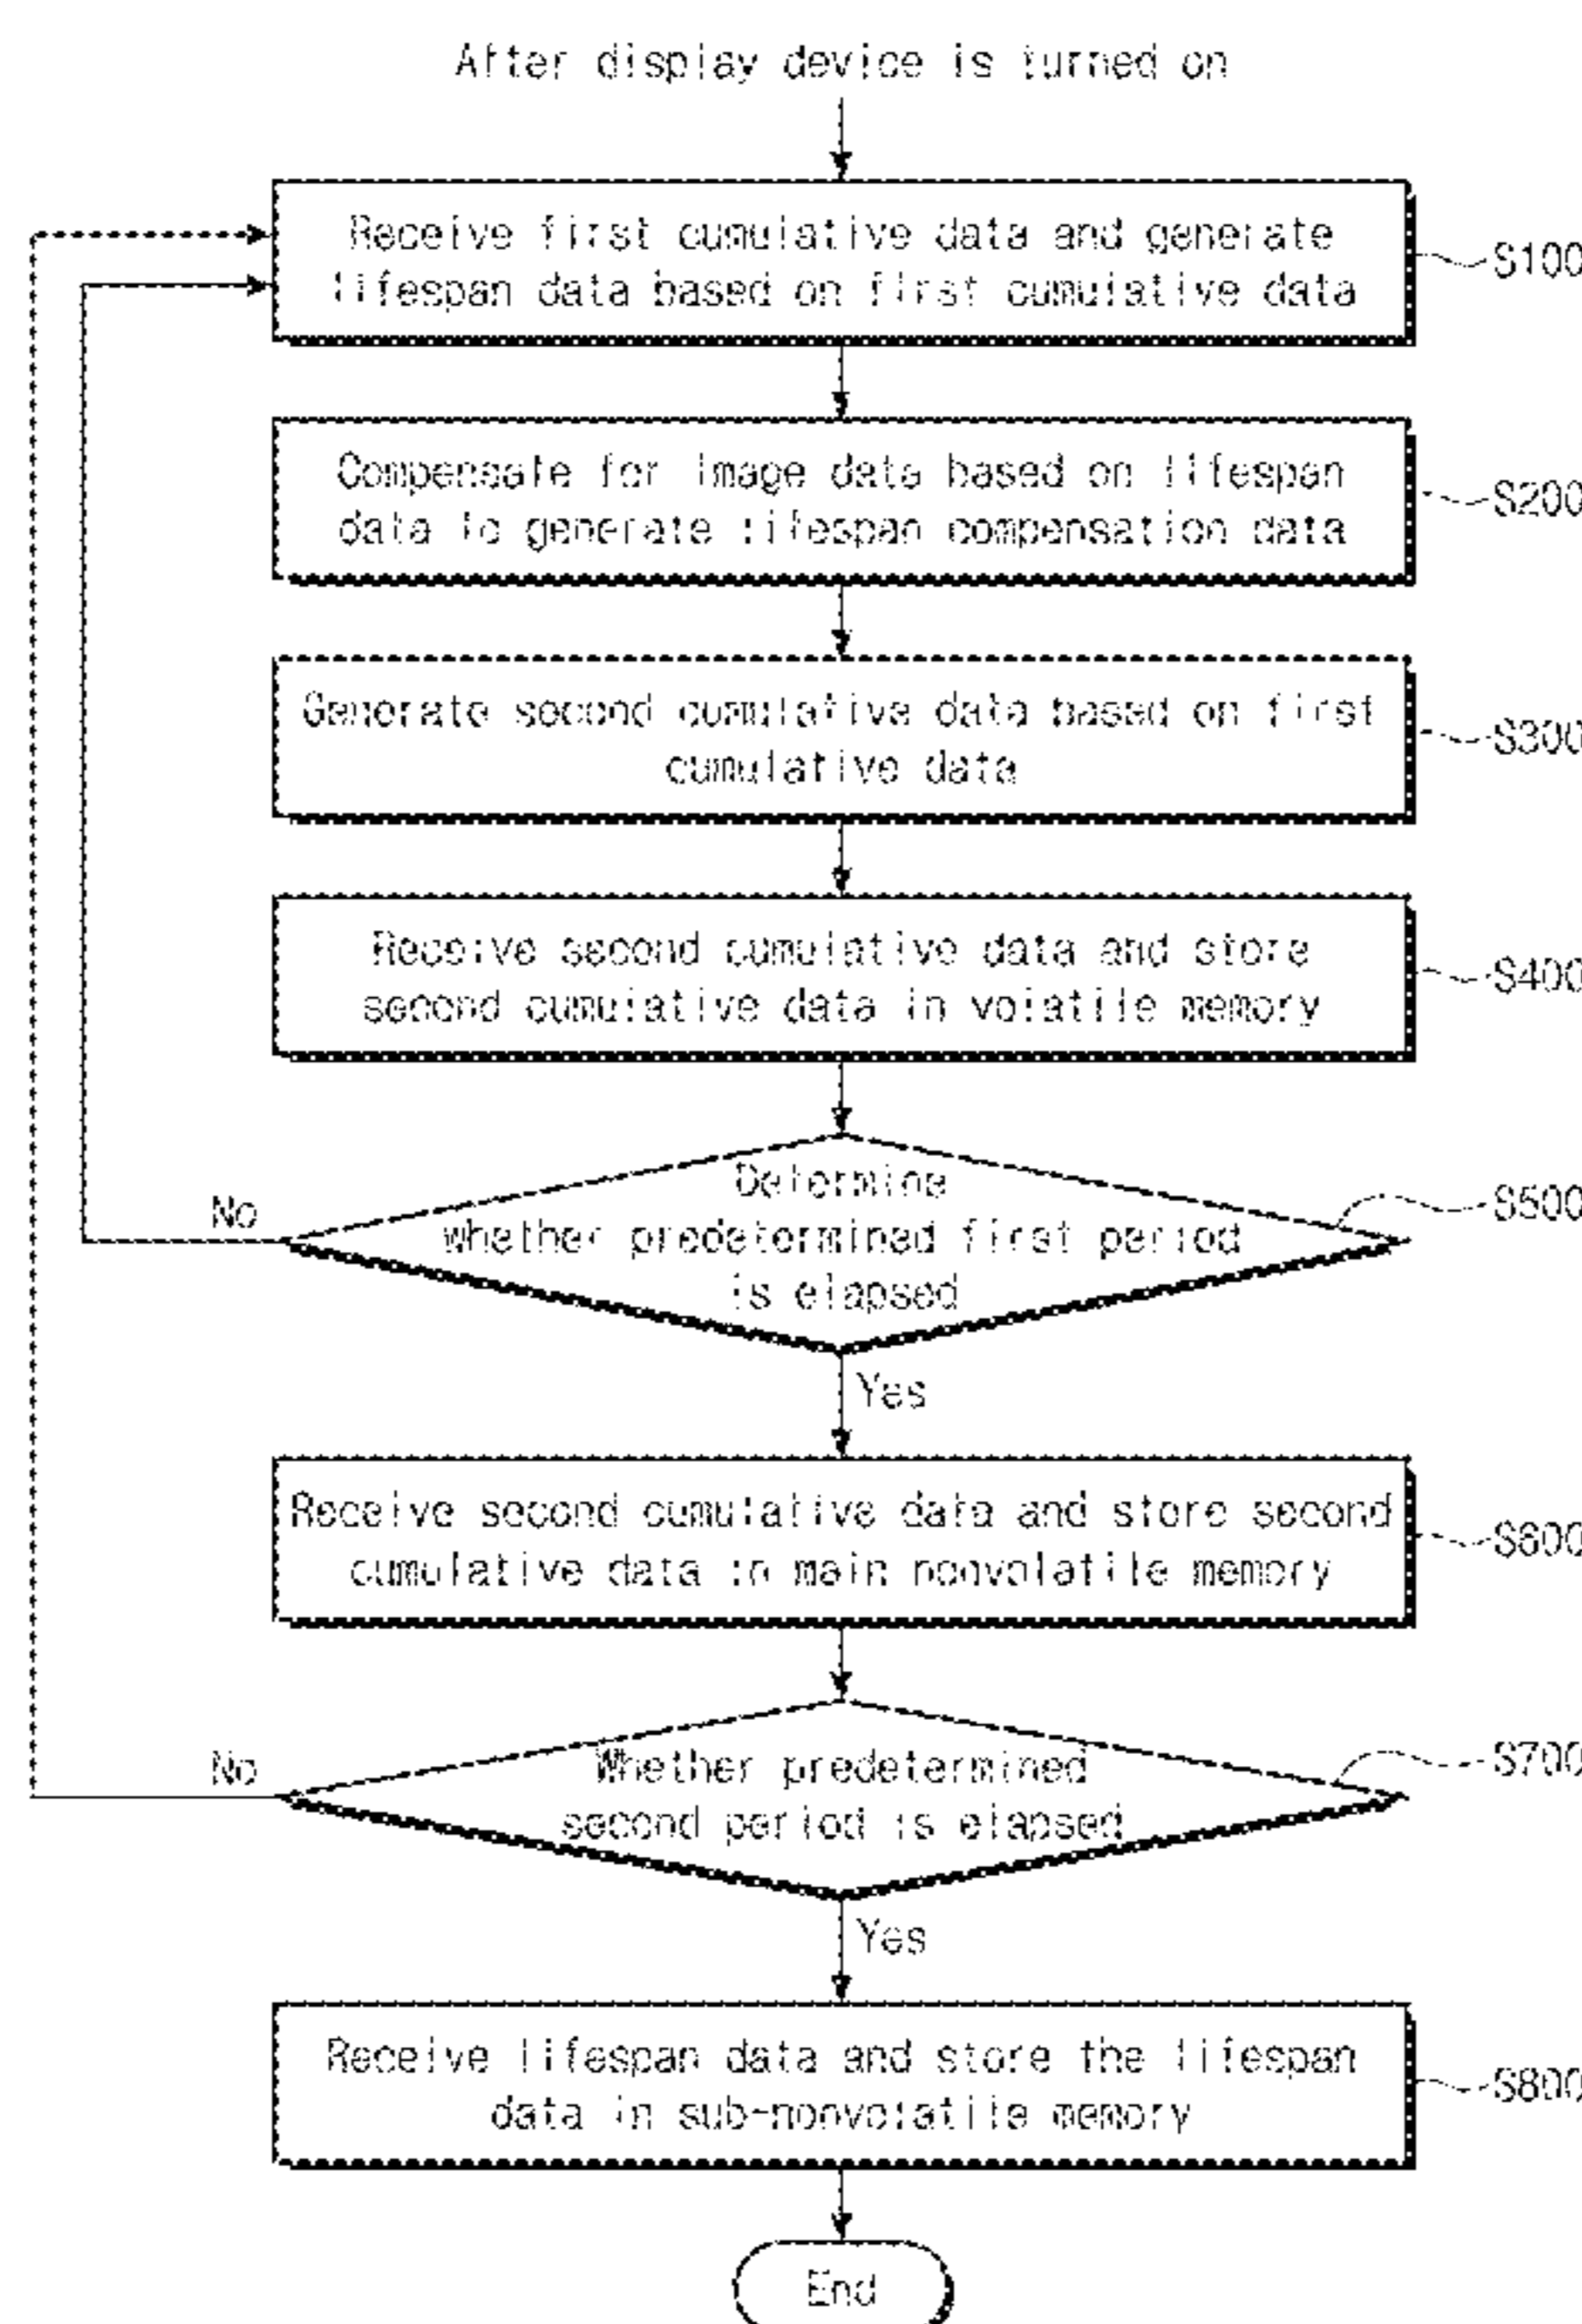 After display device is turned on
Receive first cumulative data and generate
lifespan data based on first cumulative data
S100
Compensate for image data based on lifespan
data to generate lifespan compensation data
S200
Generate second cumulative data based on first
cumulative data
S300
Receive second cumulative data and store
second cumulative data in volatile memory
S400
Determine
whether predetermined first period
is elapsed
S500
No
Yes
Receive second cumulative data and store second
cumulative data in main nonvolatile memory
S600
Whether predetermined
second period is elapsed
S700
No
Yes
Receive lifespan data and store the lifespan
data in sub-nonvolatile memory
S800
End